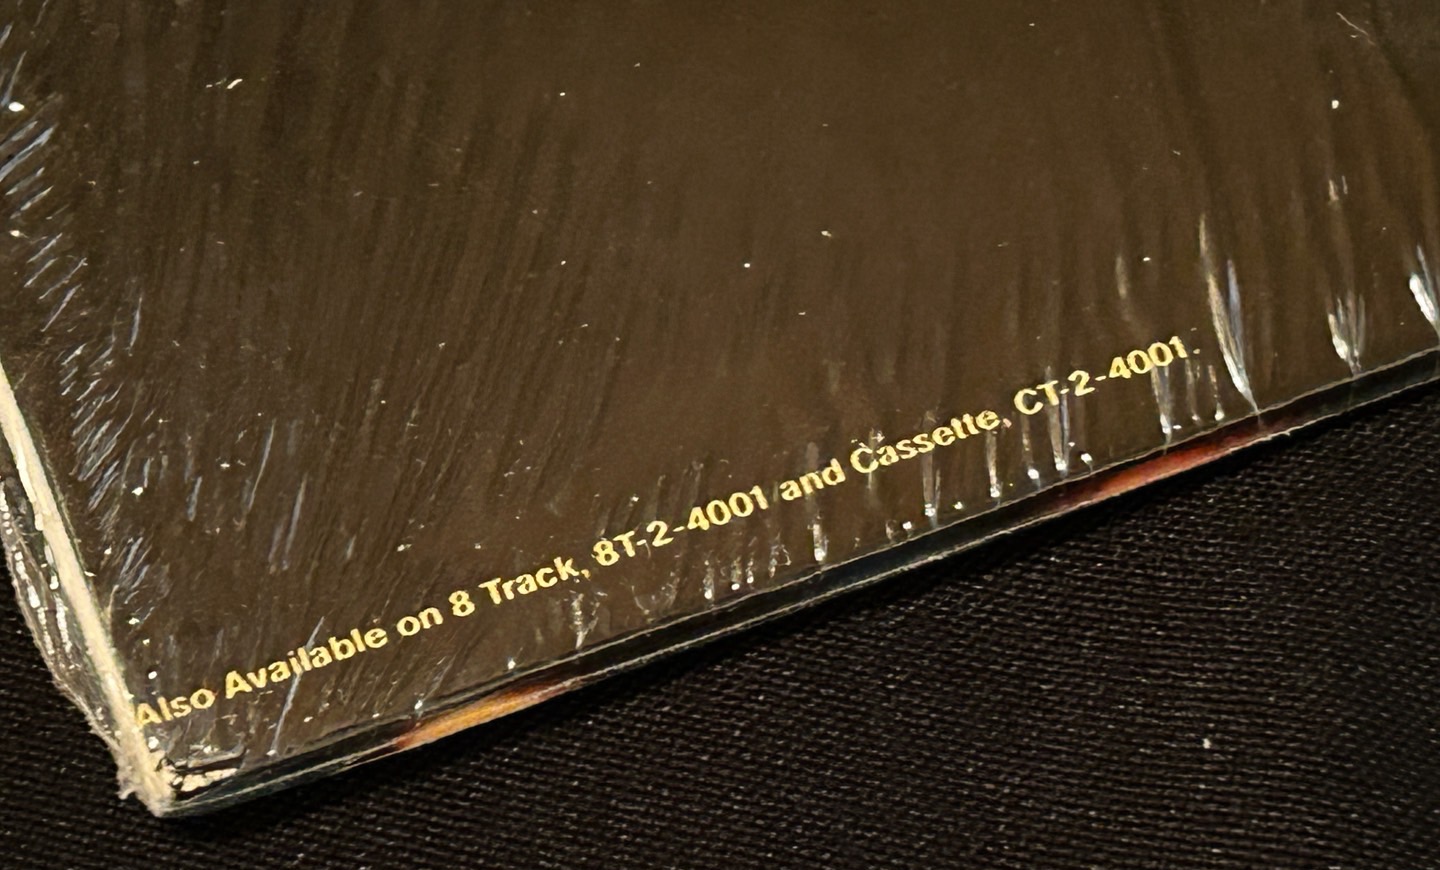 Also Available on 8 Track, 8T-2-4001 and Cassette, CT-2-4001.